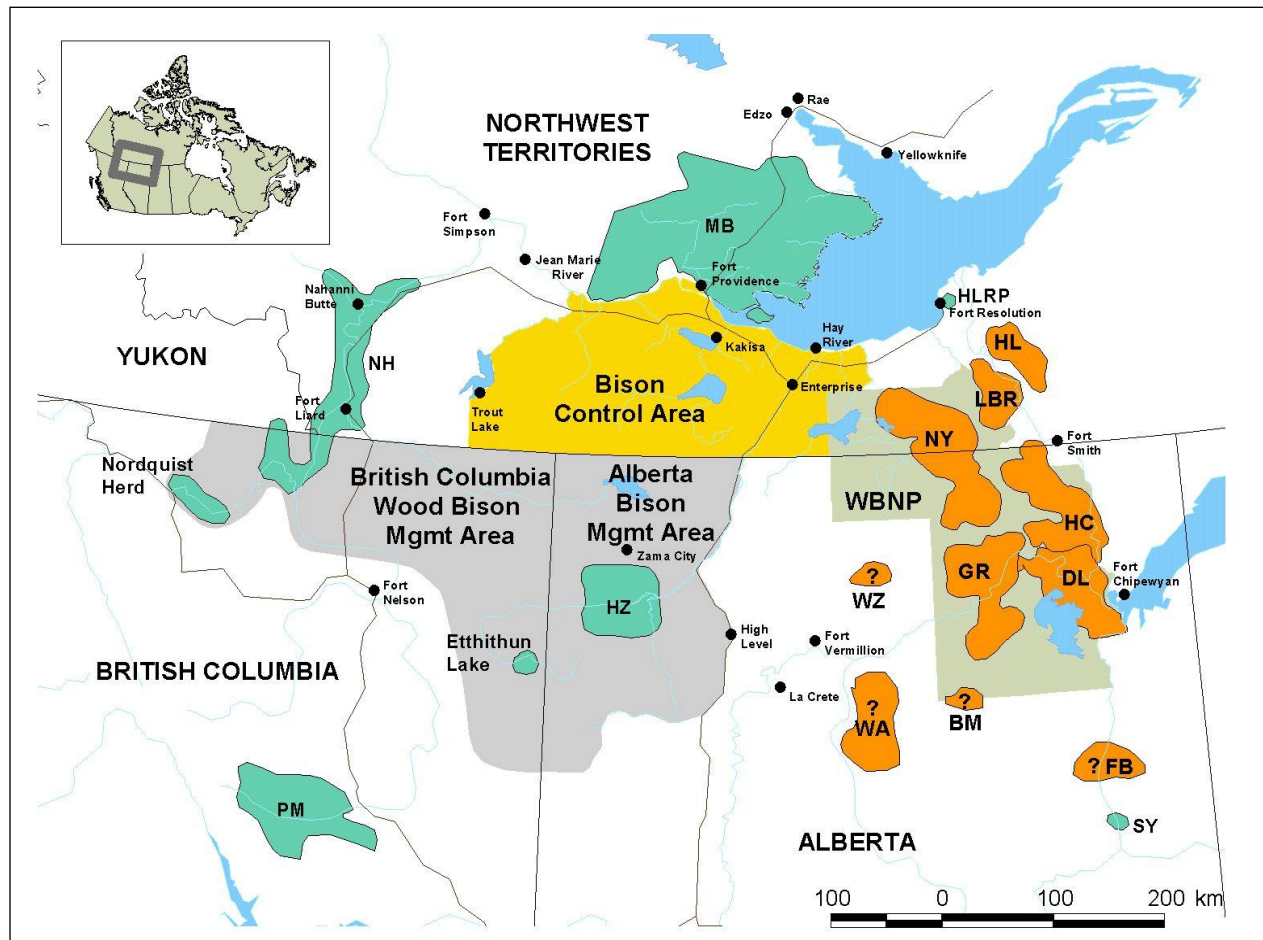 Rae
Edzo
NORTHWEST
TERRITORIES
Yellowknife
Fort
Simpson
MB
Jean Marie
River
Fort
Providence
Nahanni
Butte
HLRP
Fort Resolution
YUKON
NH
Kakisa
Hay
River
HL
Bison
Control Area
Enterprise
Trout
Lake
LBR
Fort
Liard
NY
Fort
Smith
Nordquist
Herd
British Columbia
Wood Bison
Mgmt Area
Alberta
Bison
Mgmt Area
WBNP
HC
Zama City
?
WZ
GR
DL
Fort
Chipewyan
Fort
Nelson
HZ
High
Level
Fort
Vermillion
Etthithun
Lake
BRITISH COLUMBIA
La Crete
?
WA
?
BM
? FB
PM
SY
ALBERTA
100 0 100 200 km